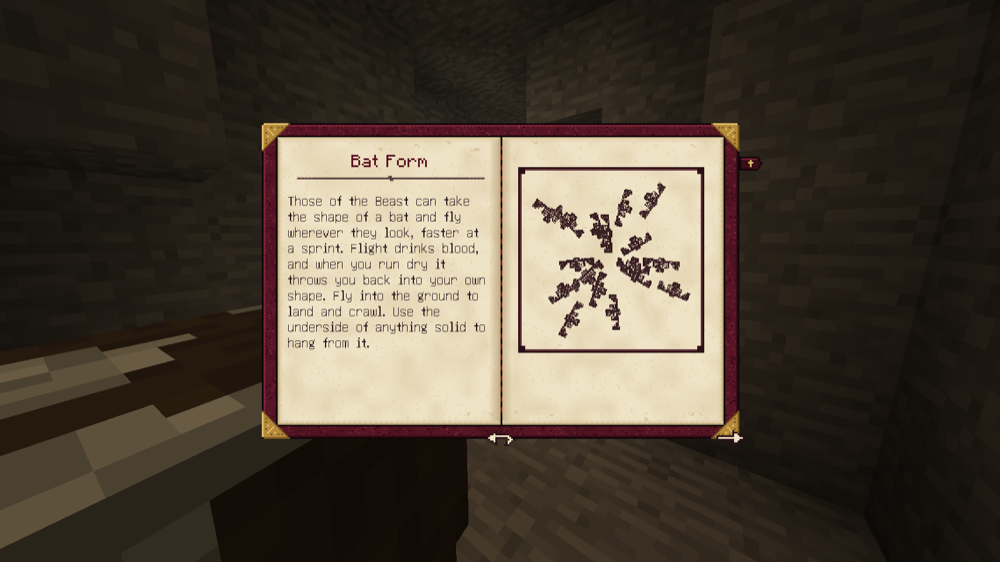 Bat Form
Those of the Beast can take
the shape of a bat and fly
wherever they look, faster at
a sprint. Flight drinks blood,
and when you run dry it
throws you back into your own
shape. Fly into the ground to
land and crawl. Use the
underside of anything solid to
hang from it.